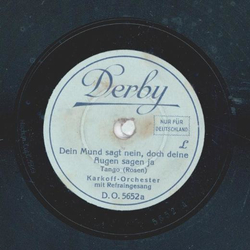 Derby
NUR FÜR
DEUTSCHLAND
L
Dein Mund sagt nein, doch deine
Augen sagen ja
Tango (Rosen)
Karkoff-Orchester
mit Refraingesang
D.O. 5652a